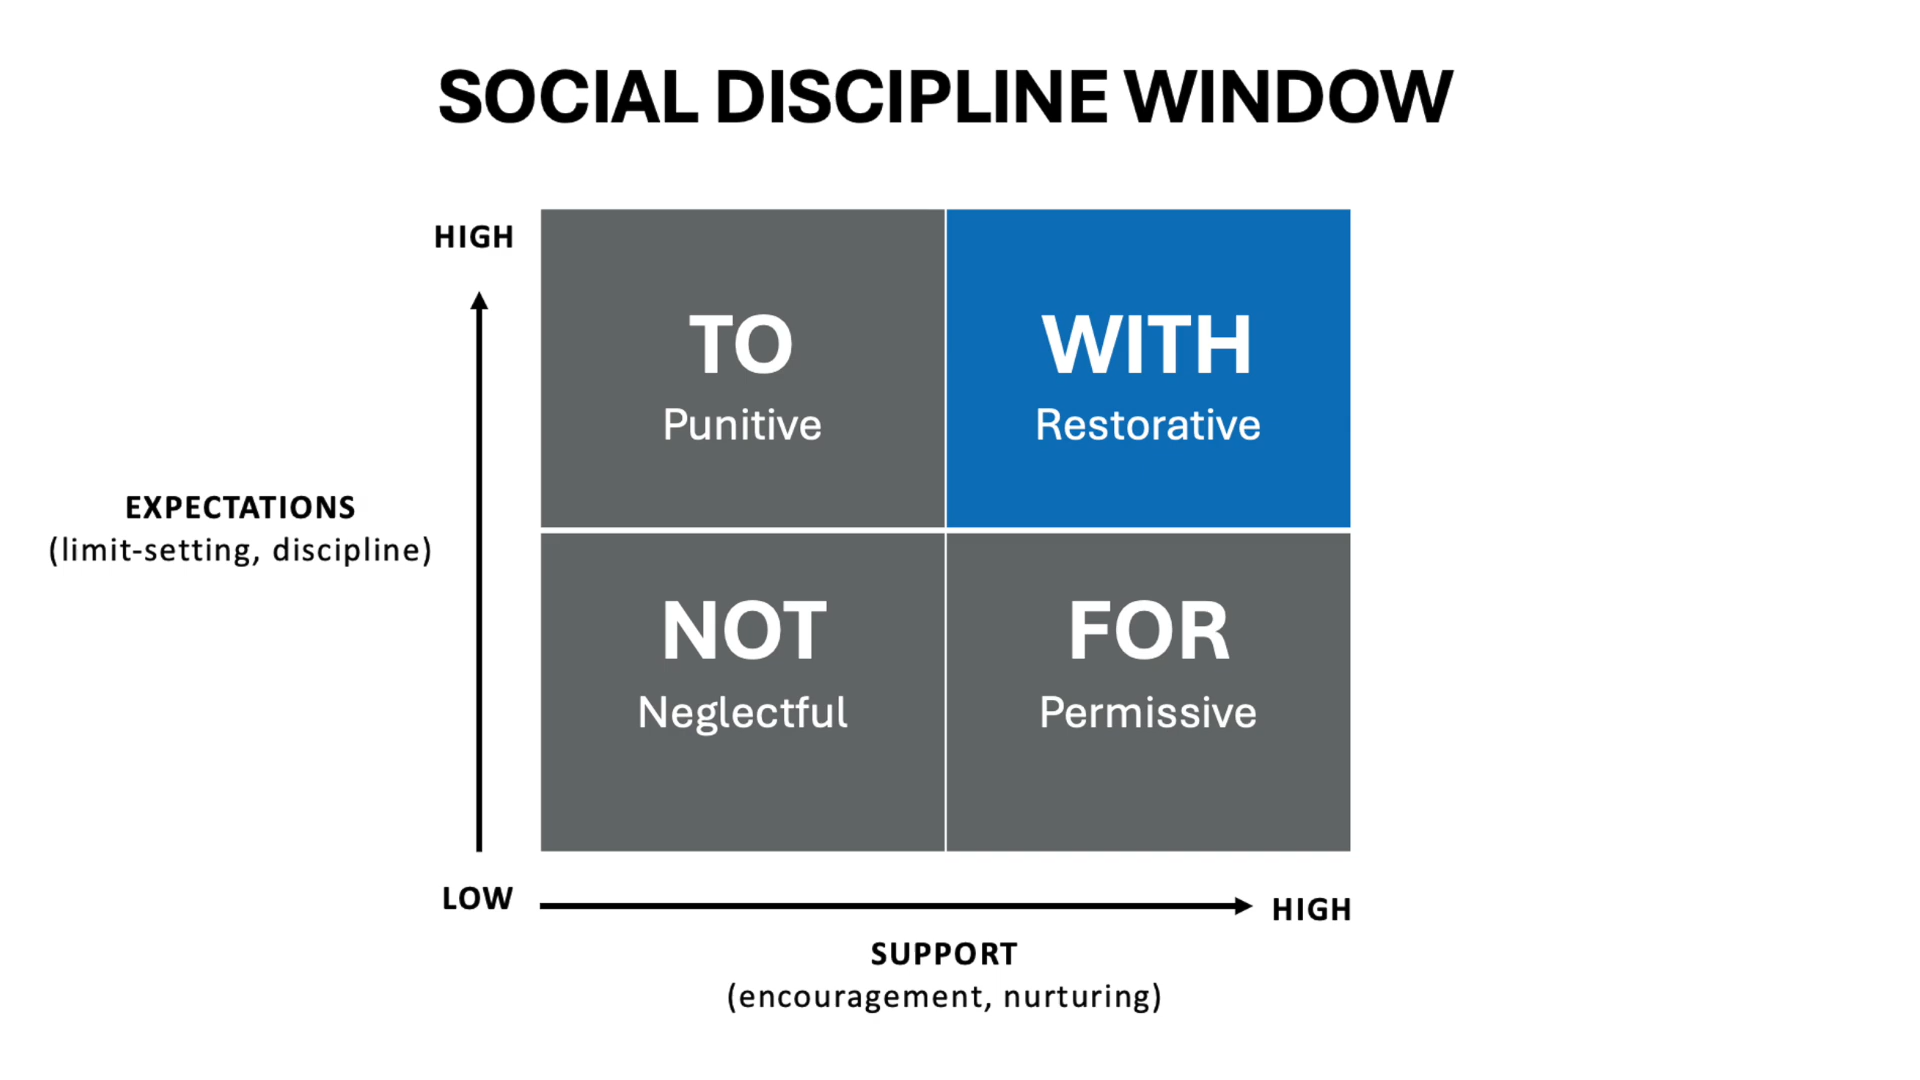 SOCIAL DISCIPLINE WINDOW
HIGH
TO
Punitive
WITH
Restorative
EXPECTATIONS
(limit-setting, discipline)
NOT
Neglectful
FOR
Permissive
LOW
HIGH
SUPPORT
(encouragement, nurturing)